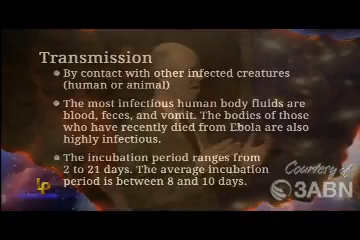 Transmission
By contact with other infected creatures
(human or animal)
The most infectious human body fluids are
blood, feces, and vomit. The bodies of those
who have recently died from Ebola are also
highly infectious.
The incubation period ranges from
2 to 21 days. The average incubation
period is between 8 and 10 days.
Courtesy of
3ABN
LP